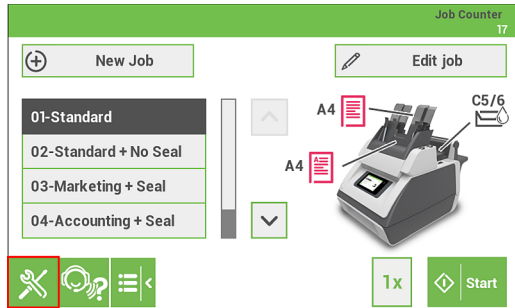 Job Counter
17
New Job
Edit job
01-Standard
02-Standard + No Seal
03-Marketing + Seal
04-Accounting + Seal
A4
C5/6
A4
1x
Start